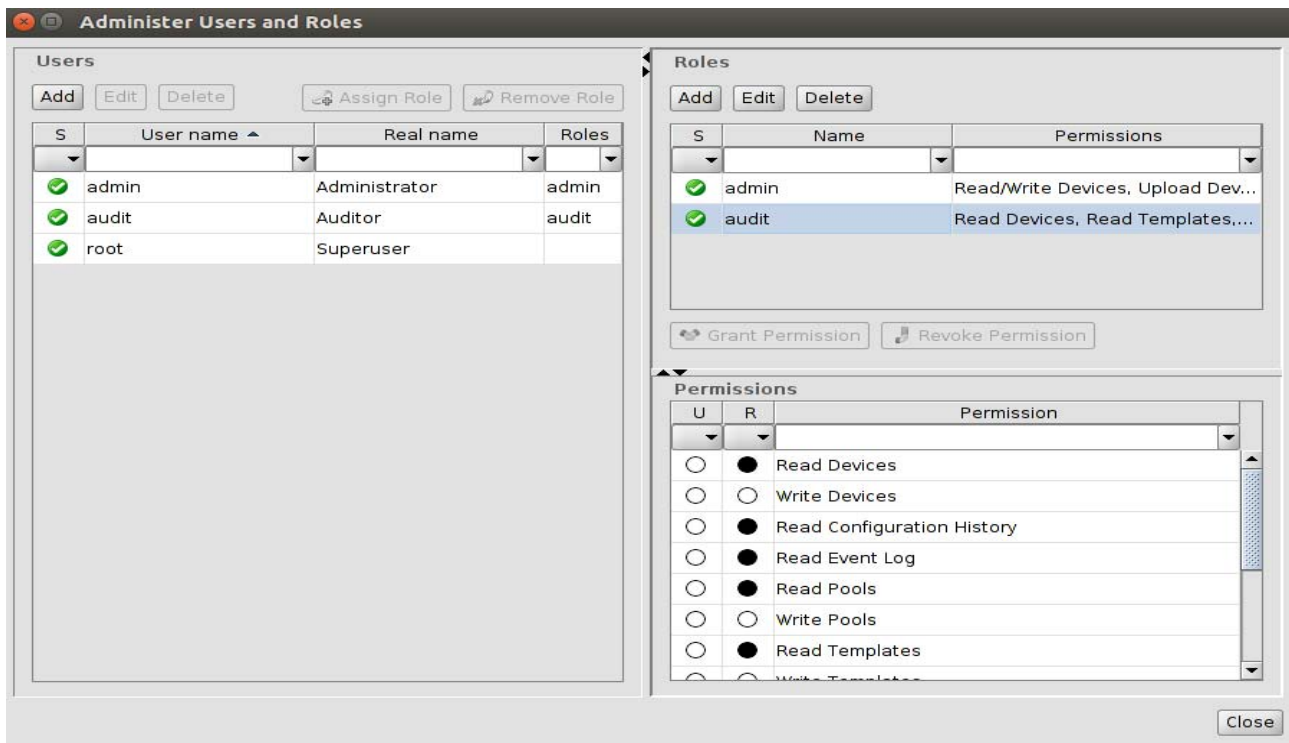 Administer Users and Roles
Users
Add Edit Delete Assign Role Remove Role
S User name Real name Roles
admin Administrator admin
audit Auditor audit
root Superuser
Roles
Add Edit Delete
S Name Permissions
admin Read/Write Devices, Upload Dev...
audit Read Devices, Read Templates,...
Grant Permission Revoke Permission
Permissions
U R Permission
Read Devices
Write Devices
Read Configuration History
Read Event Log
Read Pools
Write Pools
Read Templates
Write Templates
Close